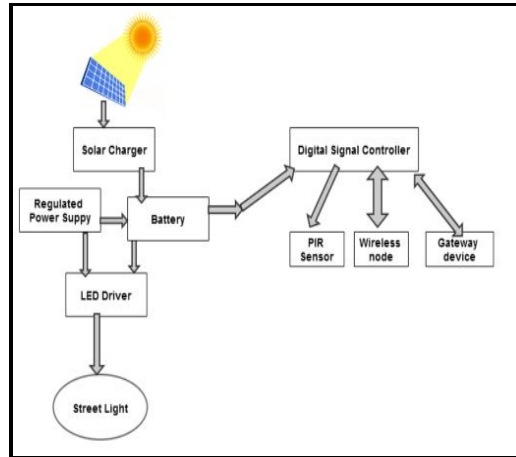 Solar Charger
Digital Signal Controller
Regulated
Power Suppy
Battery
PIR
Sensor
Wireless
node
Gateway
device
LED Driver
Street Light